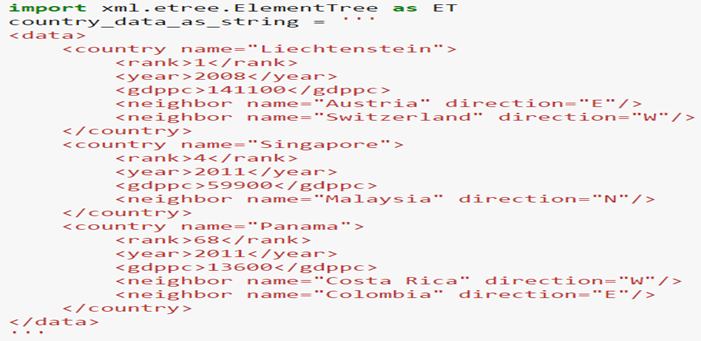 import xml.etree.ElementTree as ET
country_data_as_string = '''
<data>
    <country name="Liechtenstein">
        <rank>1</rank>
        <year>2008</year>
        <gdppc>141100</gdppc>
        <neighbor name="Austria" direction="E"/>
        <neighbor name="Switzerland" direction="W"/>
    </country>
    <country name="Singapore">
        <rank>4</rank>
        <year>2011</year>
        <gdppc>59900</gdppc>
        <neighbor name="Malaysia" direction="N"/>
    </country>
    <country name="Panama">
        <rank>68</rank>
        <year>2011</year>
        <gdppc>13600</gdppc>
        <neighbor name="Costa Rica" direction="W"/>
        <neighbor name="Colombia" direction="E"/>
    </country>
</data>
'''